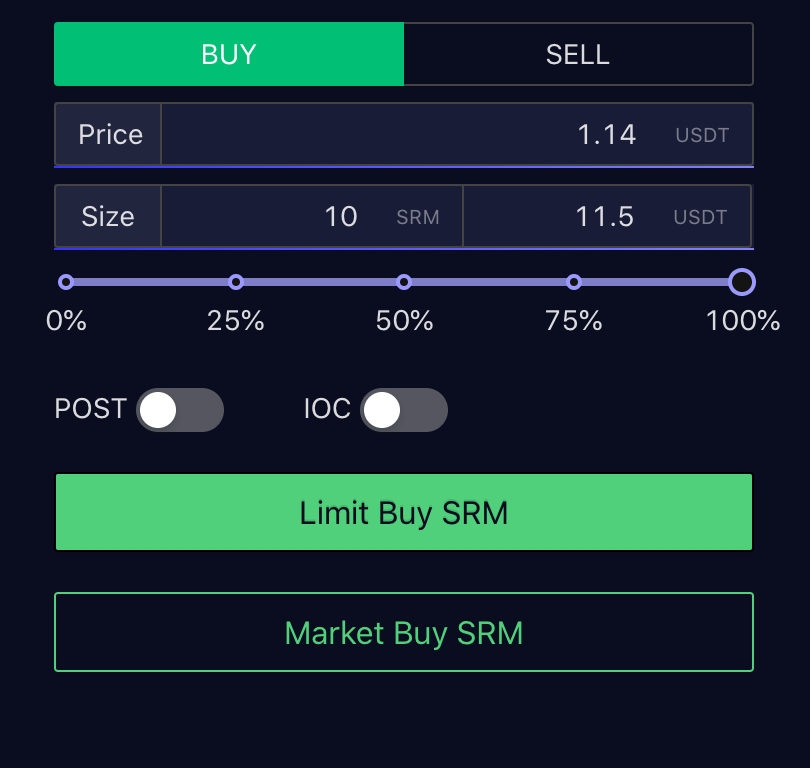 BUY SELL
Price 1.14 USDT
Size 10 SRM 11.5 USDT
0% 25% 50% 75% 100%
POST IOC
Limit Buy SRM
Market Buy SRM